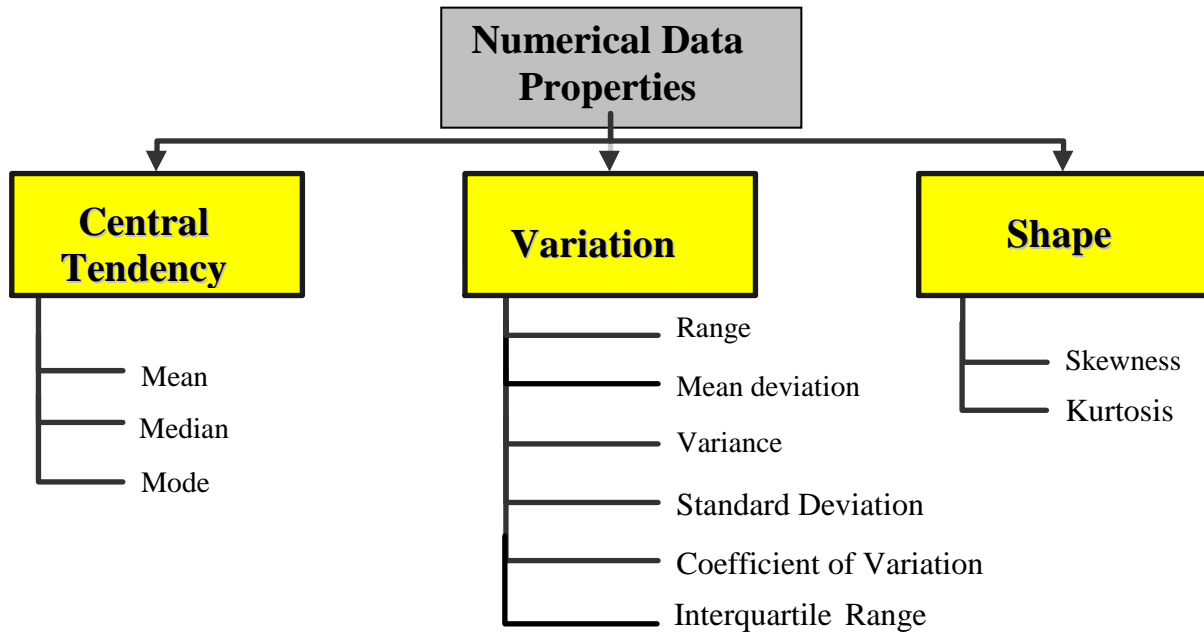 Numerical Data
Properties
Central
Tendency
Mean
Median
Mode
Variation
Range
Mean deviation
Variance
Standard Deviation
Coefficient of Variation
Interquartile Range
Shape
Skewness
Kurtosis